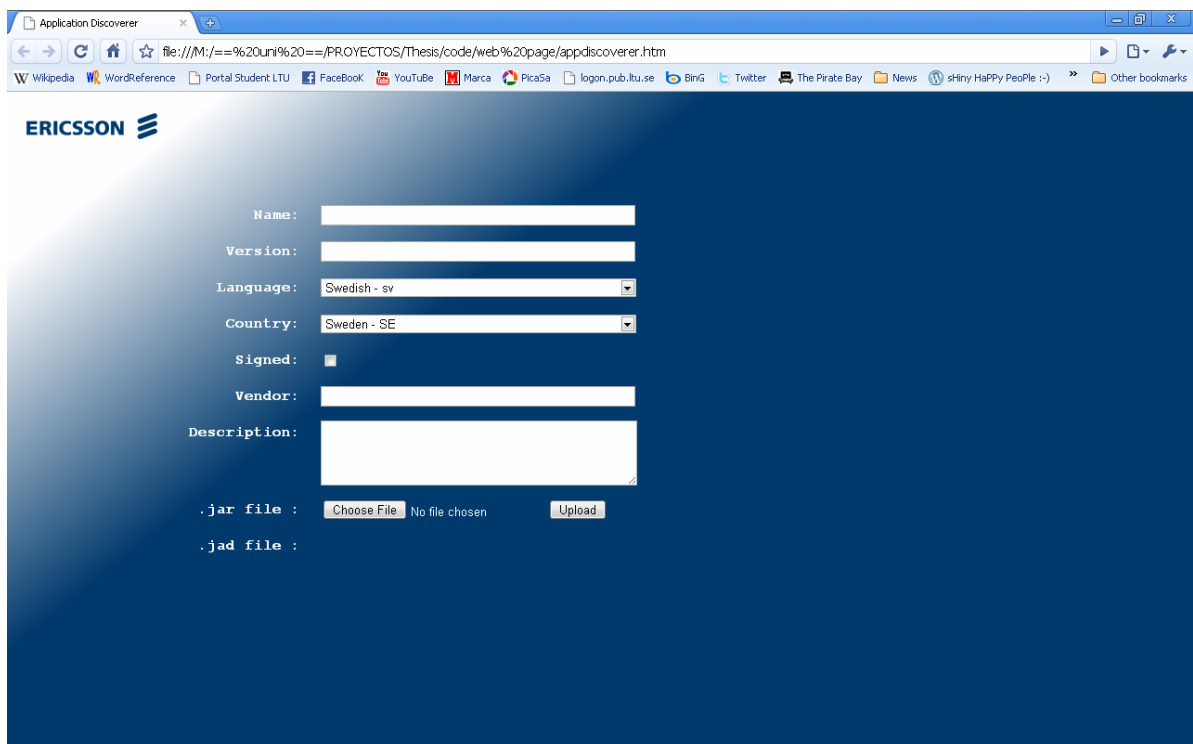 Application Discoverer
file:///M:/==%20uni%20==/PROYECTOS/Thesis/code/web%20page/appdiscoverer.htm
W Wikipedia WR WordReference Portal Student LTU f FaceBooK You Tube YouTuBe M Marca PicaSa logon.pub.ltu.se b BinG t Twitter The Pirate Bay News W sHiny HaPPy PeoPle :-) » Other bookmarks
ERICSSON
Name:
Version:
Language: Swedish - sv
Country: Sweden - SE
Signed:
Vendor:
Description:
.jar file : Choose File No file chosen Upload
.jad file :